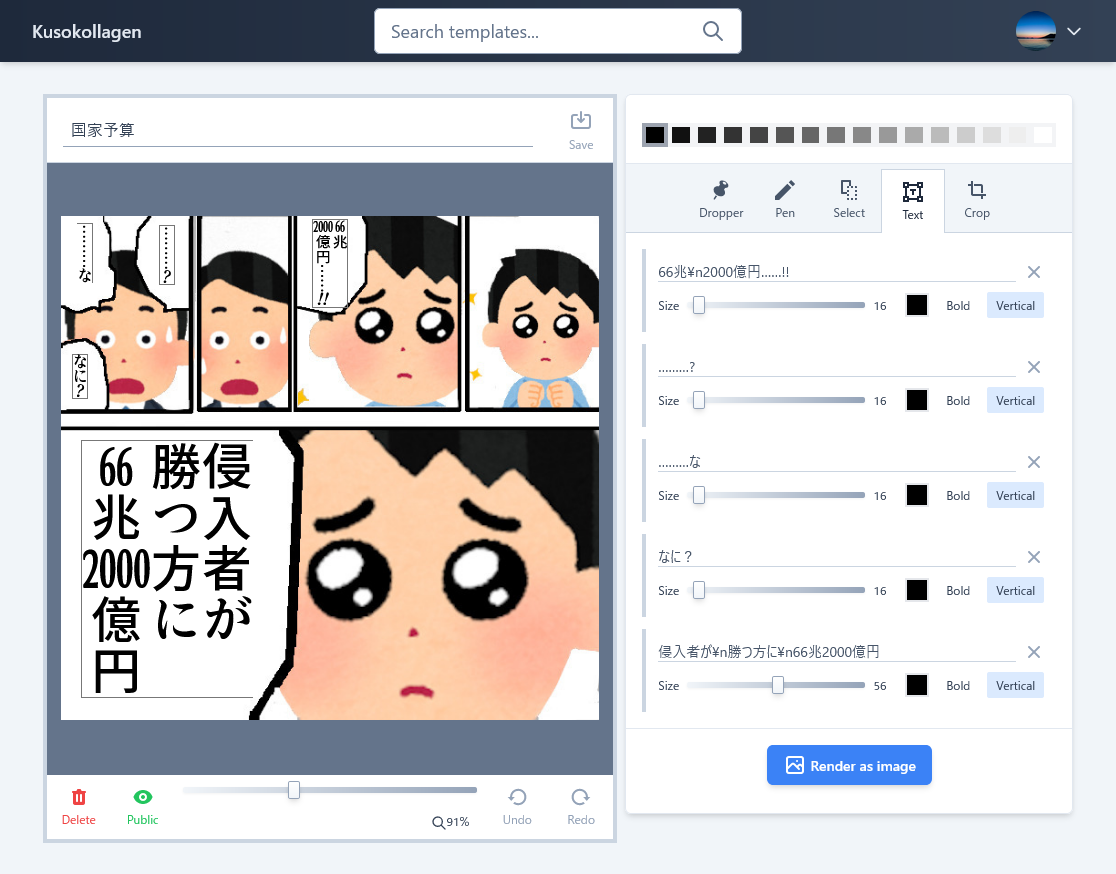 Kusokollagen
Search templates...
国家予算
Save
………な
………?
66兆
2000
億円……!!
なに？
侵入者が
勝つ方に
66兆2000億円
Delete
Public
91%
Undo
Redo
Dropper
Pen
Select
Text
Crop
66兆¥n2000億円……!!
Size
16
Bold
Vertical
………?
Size
16
Bold
Vertical
………な
Size
16
Bold
Vertical
なに？
Size
16
Bold
Vertical
侵入者が¥n勝つ方に¥n66兆2000億円
Size
56
Bold
Vertical
Render as image